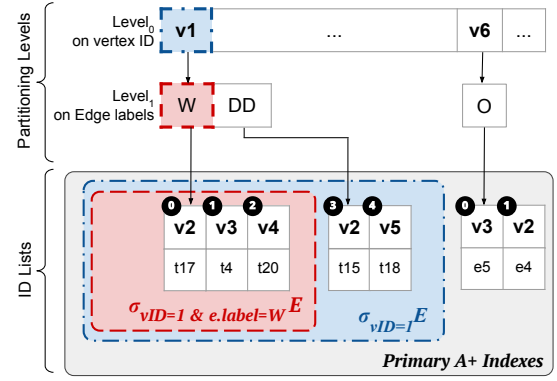 Partitioning Levels
Level0
on vertex ID
v1 ... v6 ...
Level1
on Edge labels
W DD O
ID Lists
0 1 2 3 4 0 1
v2 v3 v4 v2 v5 v3 v2
t17 t4 t20 t15 t18 e5 e4
σvID=1 & e.label=W E
σvID=1E
Primary A+ Indexes